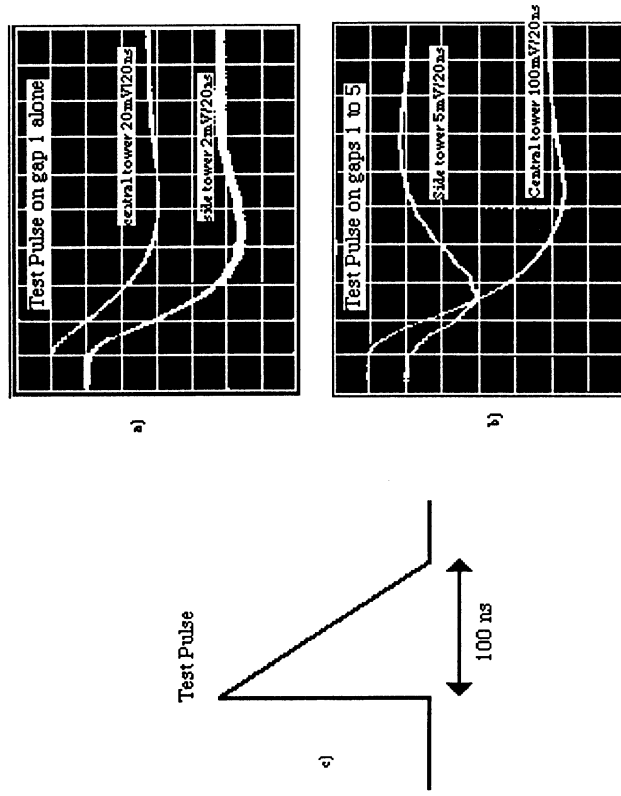 a)
Test Pulse on gap 1 alone
central tower 20mV/20ns
side tower 2mV/20ns
b)
Test Pulse on gaps 1 to 5
Side tower 5mV/20ns
Central tower 100mV/20ns
c)
Test Pulse
100 ns